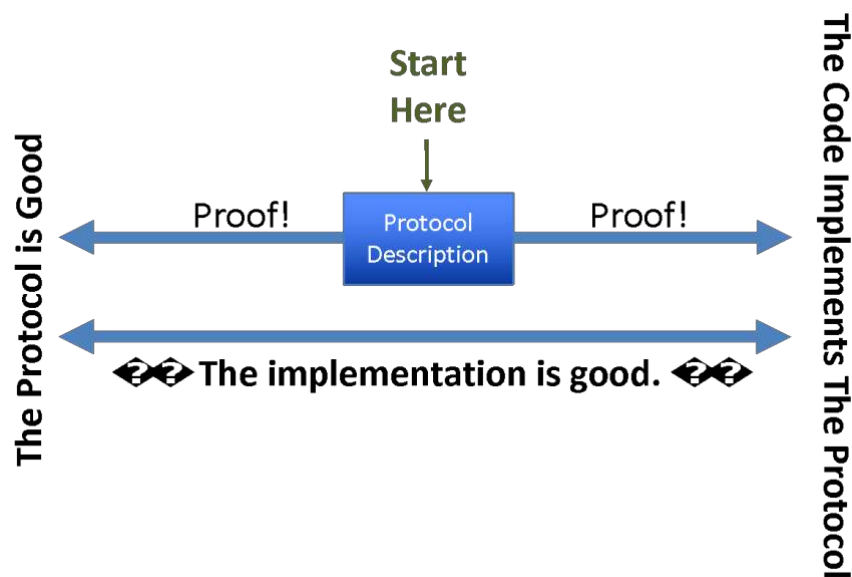 Start
Here
The Protocol is Good
Proof!
Protocol
Description
Proof!
The Code Implements The Protocol
�� The implementation is good. ��